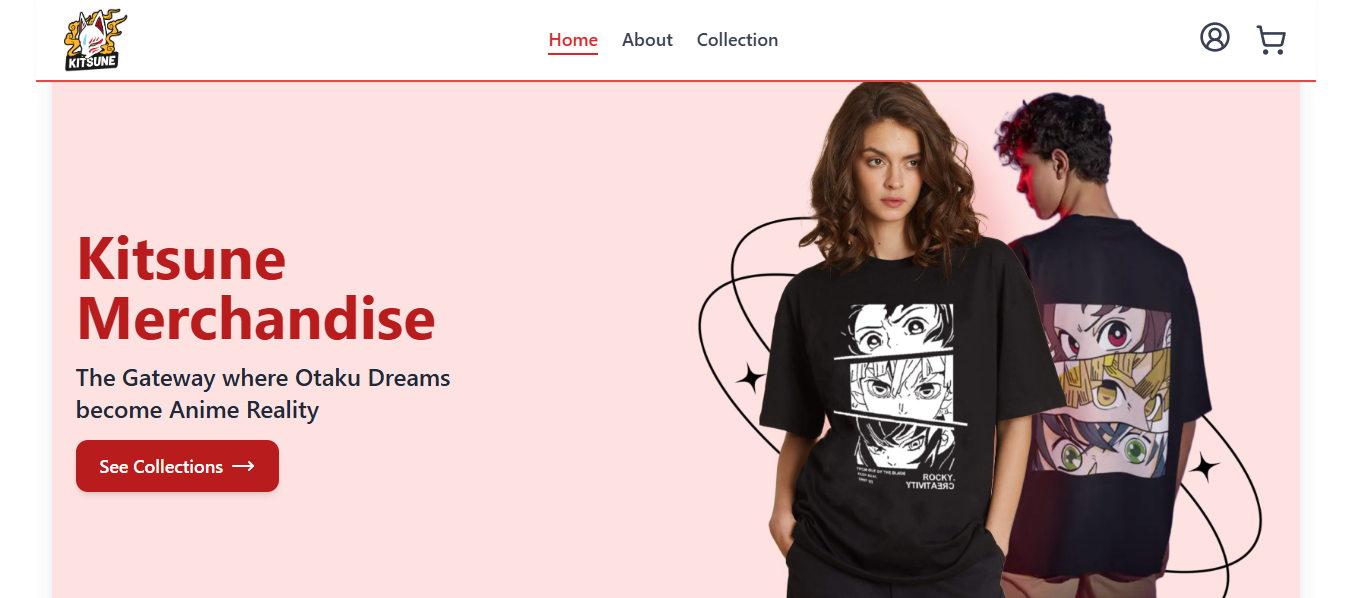 KITSUNE
Home
About
Collection
Kitsune
Merchandise
The Gateway where Otaku Dreams
become Anime Reality
See Collections
ROCKY.
CREATIVITY